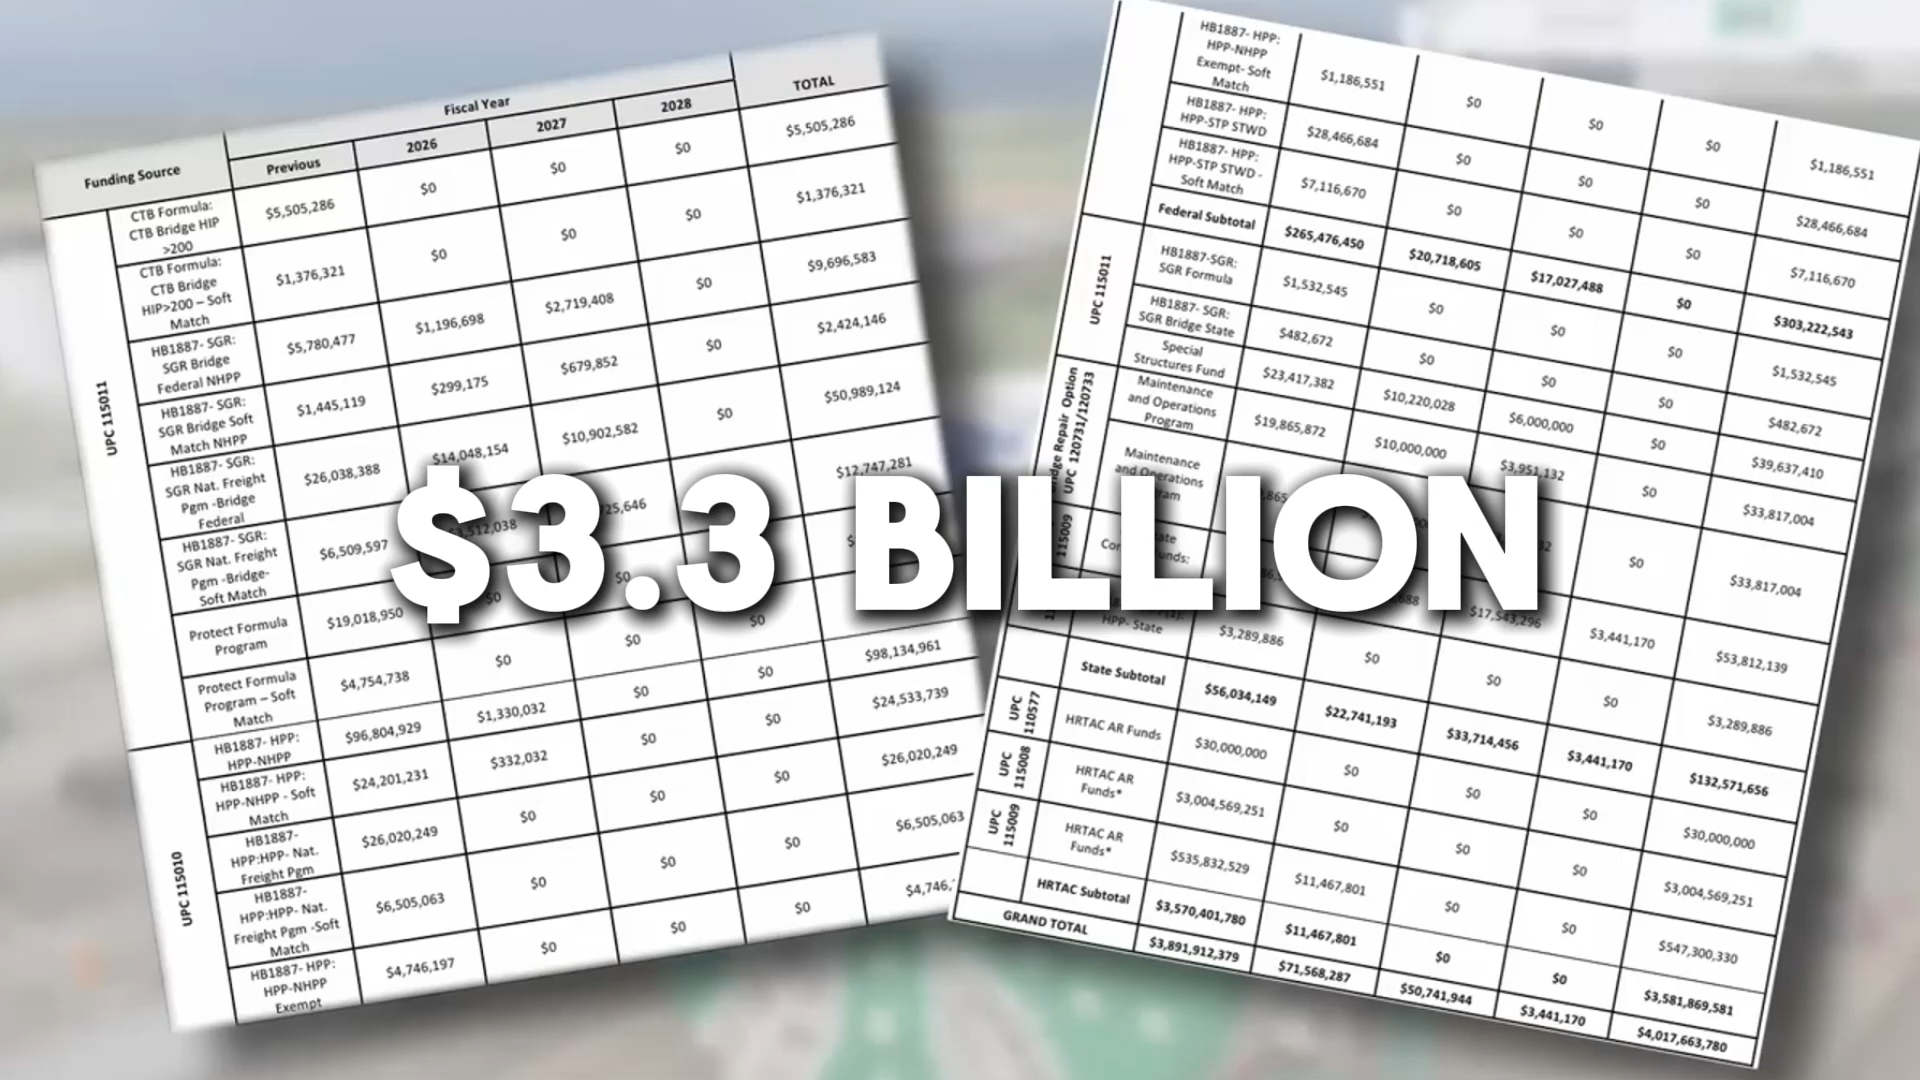 Funding Source
Fiscal Year
TOTAL
Previous
2026
2027
2028
UPC 115011
CTB Formula:
CTB Bridge HIP
>200
$5,505,286
$0
$0
$0
$5,505,286
CTB Formula:
CTB Bridge
HIP>200 – Soft
Match
$1,376,321
$0
$0
$0
$1,376,321
HB1887- SGR:
SGR Bridge
Federal NHPP
$5,780,477
$1,196,698
$2,719,408
$0
$9,696,583
HB1887- SGR:
SGR Bridge Soft
Match NHPP
$1,445,119
$299,175
$679,852
$0
$2,424,146
HB1887- SGR:
SGR Nat. Freight
Pgm -Bridge
Federal
$26,038,388
$14,048,154
$10,902,582
$0
$50,989,124
HB1887- SGR:
SGR Nat. Freight
Pgm -Bridge-
Soft Match
$6,509,597
$12,747,281
Protect Formula
Program
$19,018,950
$0
$0
Protect Formula
Program – Soft
Match
$4,754,738
$0
$0
$0
UPC 115010
HB1887- HPP:
HPP-NHPP
$96,804,929
$1,330,032
$0
$0
$98,134,961
HB1887- HPP:
HPP-NHPP - Soft
Match
$24,201,231
$332,032
$0
$0
$24,533,739
HB1887-
HPP:HPP- Nat.
Freight Pgm
$26,020,249
$0
$0
$0
$26,020,249
HB1887-
HPP:HPP- Nat.
Freight Pgm -Soft
Match
$6,505,063
$0
$0
$0
$6,505,063
HB1887- HPP:
HPP-NHPP
Exempt
$4,746,197
$0
$0
$0
$4,746,
$3.3 BILLION
HB1887- HPP:
HPP-NHPP
Exempt- Soft
Match
$1,186,551
$0
$0
$0
$1,186,551
HB1887- HPP:
HPP-STP STWD
$28,466,684
$0
$0
$0
$28,466,684
HB1887- HPP:
HPP-STP STWD -
Soft Match
$7,116,670
$0
$0
$0
$7,116,670
Federal Subtotal
$265,476,450
$20,718,605
$17,027,488
$0
$303,222,543
UPC 115011
HB1887-SGR:
SGR Formula
$1,532,545
$0
$0
$0
$1,532,545
HB1887- SGR:
SGR Bridge State
$482,672
$0
$0
$0
$482,672
Special
Structures Fund
$23,417,382
$10,220,028
$6,000,000
$0
$39,637,410
Repair Option
UPC 120731/120733
Maintenance
and Operations
Program
$19,865,872
$10,000,000
$3,951,132
$0
$33,817,004
Maintenance
and Operations
$0
$33,817,004
115009
$17,543,296
$3,441,170
$53,812,139
HPP- State
$3,289,886
$0
$0
$0
$3,289,886
State Subtotal
$56,034,149
$22,741,193
$33,714,456
$3,441,170
$132,571,656
UPC
110577
HRTAC AR Funds
$30,000,000
$0
$0
$0
$30,000,000
UPC
115008
HRTAC AR
Funds*
$3,004,569,251
$0
$0
$0
$3,004,569,251
UPC
115009
HRTAC AR
Funds*
$535,832,529
$11,467,801
$0
$0
$547,300,330
HRTAC Subtotal
$3,570,401,780
$11,467,801
$0
$0
$3,581,869,581
GRAND TOTAL
$3,891,912,379
$71,568,287
$50,741,944
$3,441,170
$4,017,663,780